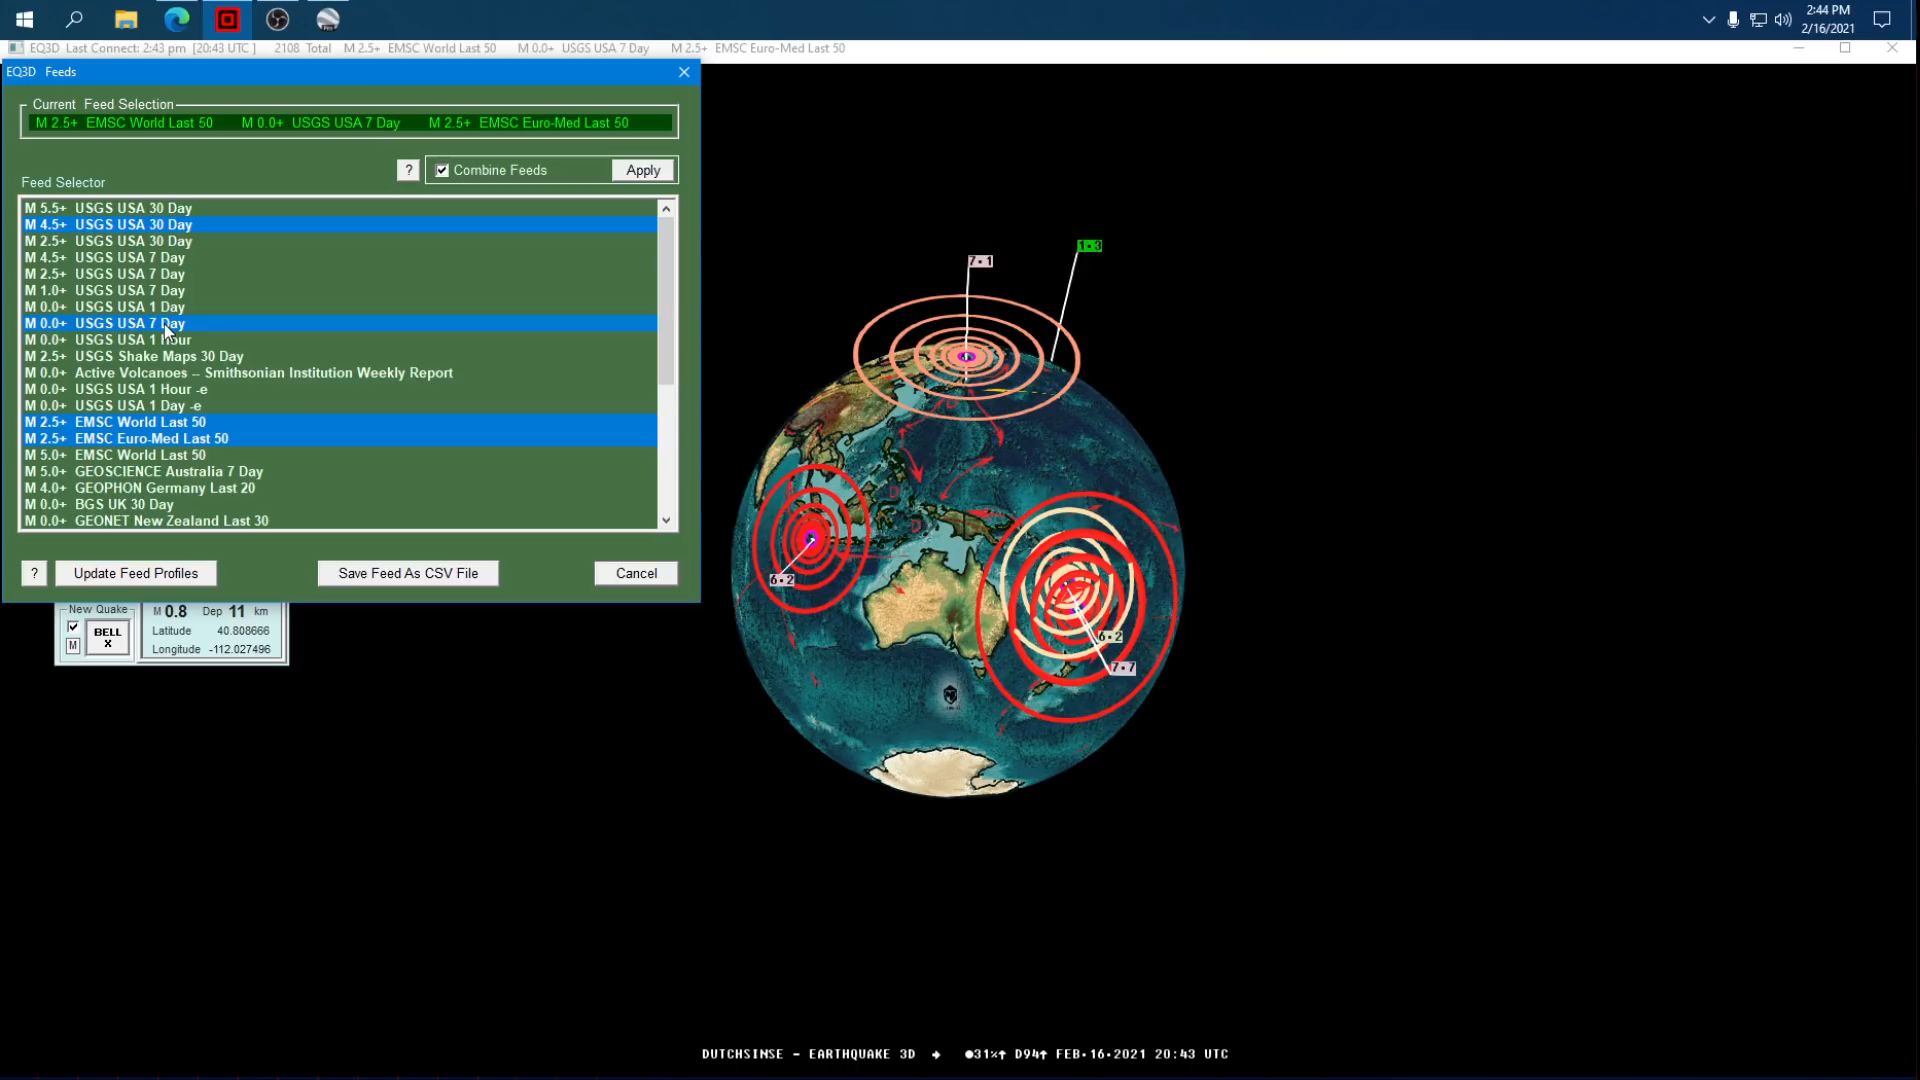 2:44 PM
2/16/2021
EQ3D Last Connect: 2:43 pm [20:43 UTC ] 2108 Total M 2.5+ EMSC World Last 50 M 0.0+ USGS USA 7 Day M 2.5+ EMSC Euro-Med Last 50
EQ3D Feeds
Current Feed Selection
M 2.5+ EMSC World Last 50 M 0.0+ USGS USA 7 Day M 2.5+ EMSC Euro-Med Last 50
? Combine Feeds Apply
Feed Selector
M 5.5+ USGS USA 30 Day
M 4.5+ USGS USA 30 Day
M 2.5+ USGS USA 30 Day
M 4.5+ USGS USA 7 Day
M 2.5+ USGS USA 7 Day
M 1.0+ USGS USA 7 Day
M 0.0+ USGS USA 1 Day
M 0.0+ USGS USA 7 Day
M 0.0+ USGS USA 1 Hour
M 2.5+ USGS Shake Maps 30 Day
M 0.0+ Active Volcanoes -- Smithsonian Institution Weekly Report
M 0.0+ USGS USA 1 Hour -e
M 0.0+ USGS USA 1 Day -e
M 2.5+ EMSC World Last 50
M 2.5+ EMSC Euro-Med Last 50
M 5.0+ EMSC World Last 50
M 5.0+ GEOSCIENCE Australia 7 Day
M 4.0+ GEOPHON Germany Last 20
M 0.0+ BGS UK 30 Day
M 0.0+ GEONET New Zealand Last 30
? Update Feed Profiles Save Feed As CSV File Cancel
New Quake
M
BELL
X
M 0.8 Dep 11 km
Latitude 40.808666
Longitude -112.027496
1•3
7•1
D
D
D
6•2
6•2
7•7
DUTCHSINSE - EARTHQUAKE 3D → ●31%↑ D94↑ FEB•16•2021 20:43 UTC